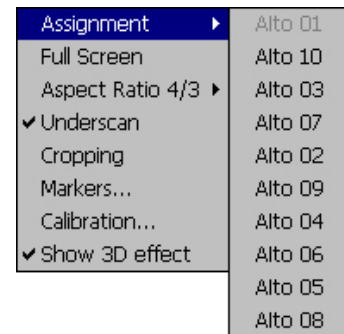 Assignment
Full Screen
Aspect Ratio 4/3
Underscan
Cropping
Markers...
Calibration...
Show 3D effect
Alto 01
Alto 10
Alto 03
Alto 07
Alto 02
Alto 09
Alto 04
Alto 06
Alto 05
Alto 08